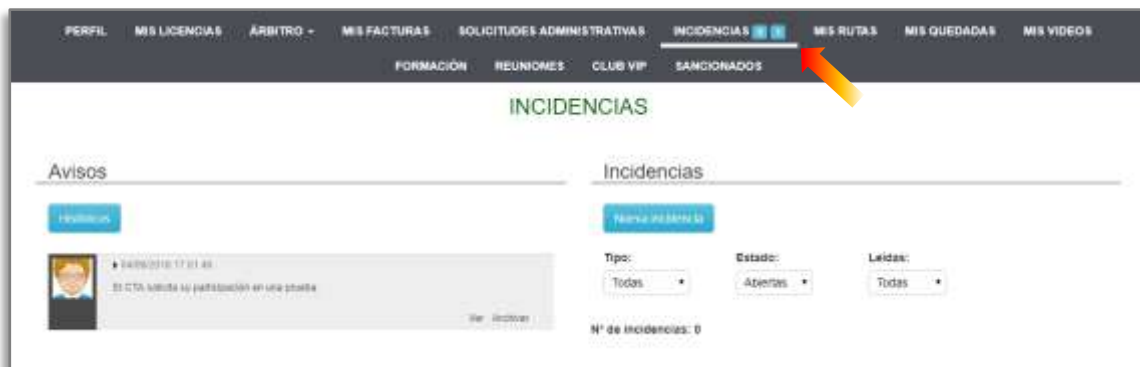 PERFIL MIS LICENCIAS ÁRBITRO MIS FACTURAS SOLICITUDES ADMINISTRATIVAS INCIDENCIAS MIS RUTAS MIS QUEDADAS MIS VIDEOS
FORMACIÓN REUNIONES CLUB VIP SANCIONADOS
INCIDENCIAS
Avisos
Históricos
El CTA solicita su participación en una prueba
Ver Archivar
Incidencias
Nueva incidencia
Tipo: Estado: Leidas:
Todas Abiertas Todas
Nº de incidencias: 0